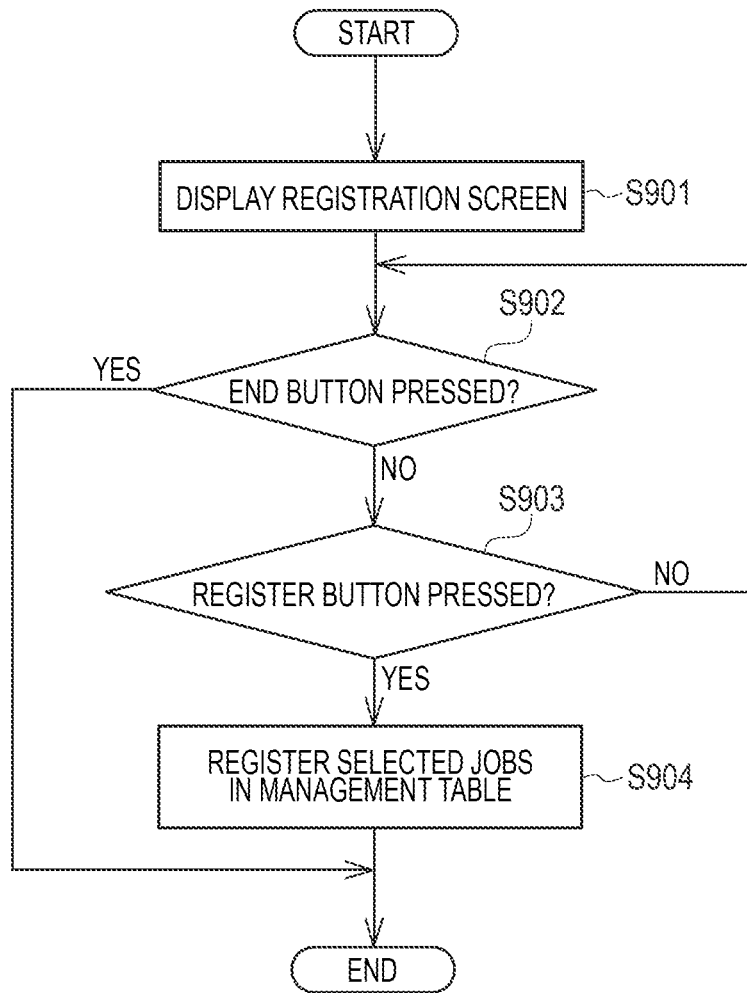 START
DISPLAY REGISTRATION SCREEN
S901
S902
YES
END BUTTON PRESSED?
NO
S903
REGISTER BUTTON PRESSED?
NO
YES
REGISTER SELECTED JOBS
IN MANAGEMENT TABLE
S904
END